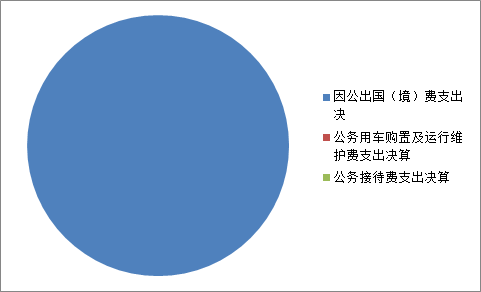 因公出国（境）费支出
决
公务用车购置及运行维
护费支出决算
公务接待费支出决算